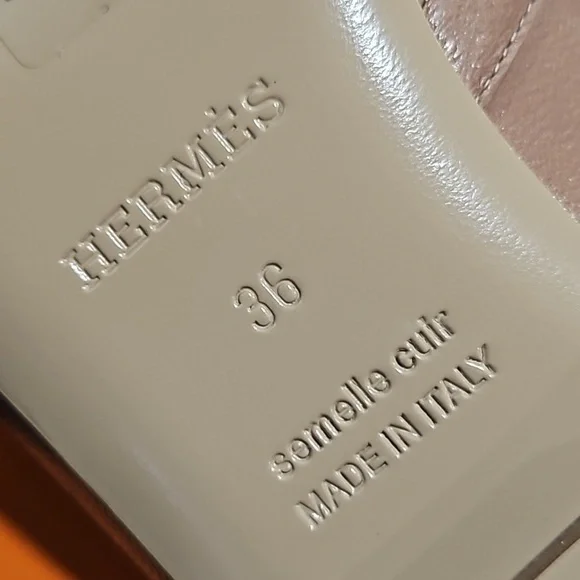 HERMÈS
36
semelle cuir
MADE IN ITALY